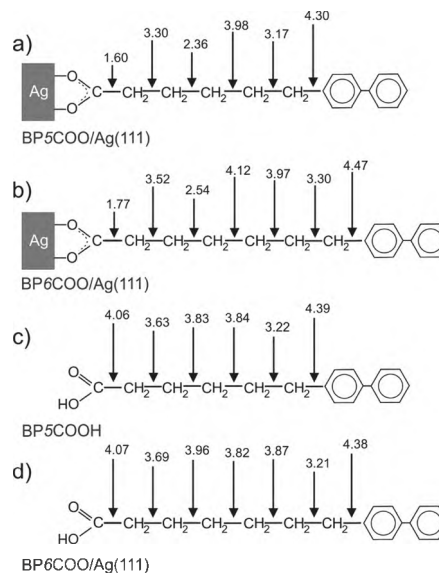 a)
1.60 3.30 2.36 3.98 3.17 4.30
Ag O O C—CH2—CH2—CH2—CH2—CH2
BP5COO/Ag(111)
b)
1.77 3.52 2.54 4.12 3.97 3.30 4.47
Ag O O C—CH2—CH2—CH2—CH2—CH2—CH2
BP6COO/Ag(111)
c)
4.06 3.63 3.83 3.84 3.22 4.39
O HO C—CH2—CH2—CH2—CH2—CH2
BP5COOH
d)
4.07 3.69 3.96 3.82 3.87 3.21 4.38
O HO C—CH2—CH2—CH2—CH2—CH2—CH2
BP6COO/Ag(111)